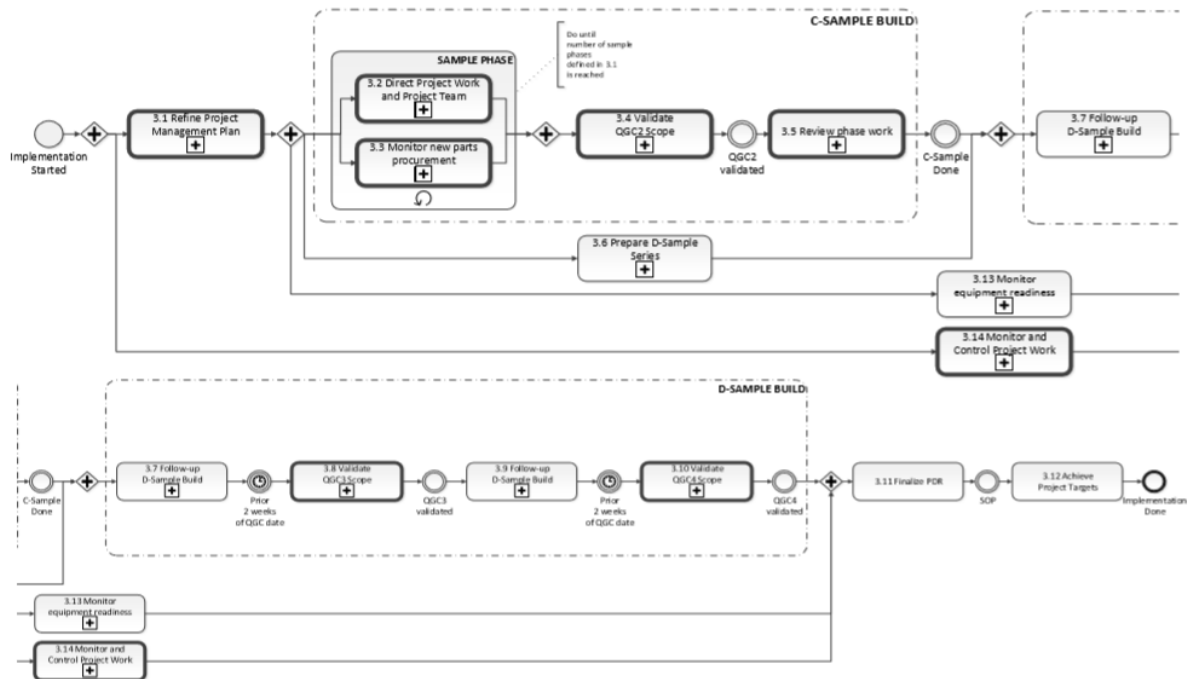 C-SAMPLE BUILD
SAMPLE PHASE
Do until
number of sample
phases
defined in 3.1
is reached
3.2 Direct Project Work
and Project Team
3.3 Monitor new parts
procurement
Implementation
Started
3.1 Refine Project
Management Plan
3.4 Validate
QGC2 Scope
QGC2
validated
3.5 Review phase work
C-Sample
Done
3.7 Follow-up
D-Sample Build
3.6 Prepare D-Sample
Series
3.13 Monitor
equipment readiness
3.14 Monitor and
Control Project Work
D-SAMPLE BUILD
C-Sample
Done
3.7 Follow-up
D-Sample Build
Prior
2 weeks
of QGC date
3.8 Validate
QGC3 Scope
QGC3
validated
3.9 Follow-up
D-Sample Build
Prior
2 weeks
of QGC date
3.10 Validate
QGC4 Scope
QGC4
validated
3.11 Finalize PDR
SOP
3.12 Achieve
Project Targets
Implementation
Done
3.13 Monitor
equipment readiness
3.14 Monitor and
Control Project Work